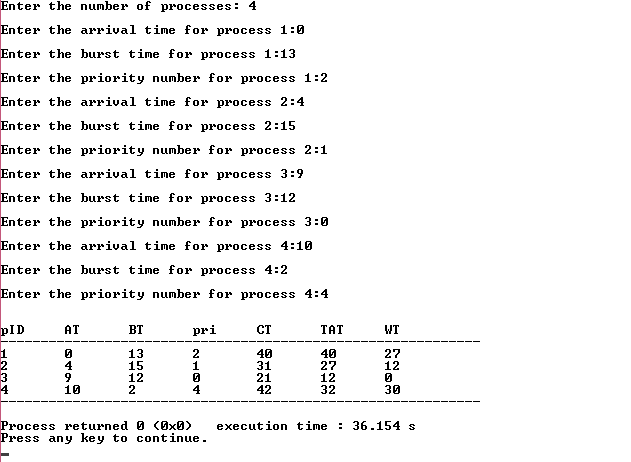 Enter the number of processes: 4
Enter the arrival time for process 1:0
Enter the burst time for process 1:13
Enter the priority number for process 1:2
Enter the arrival time for process 2:4
Enter the burst time for process 2:15
Enter the priority number for process 2:1
Enter the arrival time for process 3:9
Enter the burst time for process 3:12
Enter the priority number for process 3:0
Enter the arrival time for process 4:10
Enter the burst time for process 4:2
Enter the priority number for process 4:4
pID AT BT pri CT TAT WT
1 0 13 2 40 40 27
2 4 15 1 31 27 12
3 9 12 0 21 12 0
4 10 2 4 42 32 30
Process returned 0 (0x0) execution time : 36.154 s
Press any key to continue.